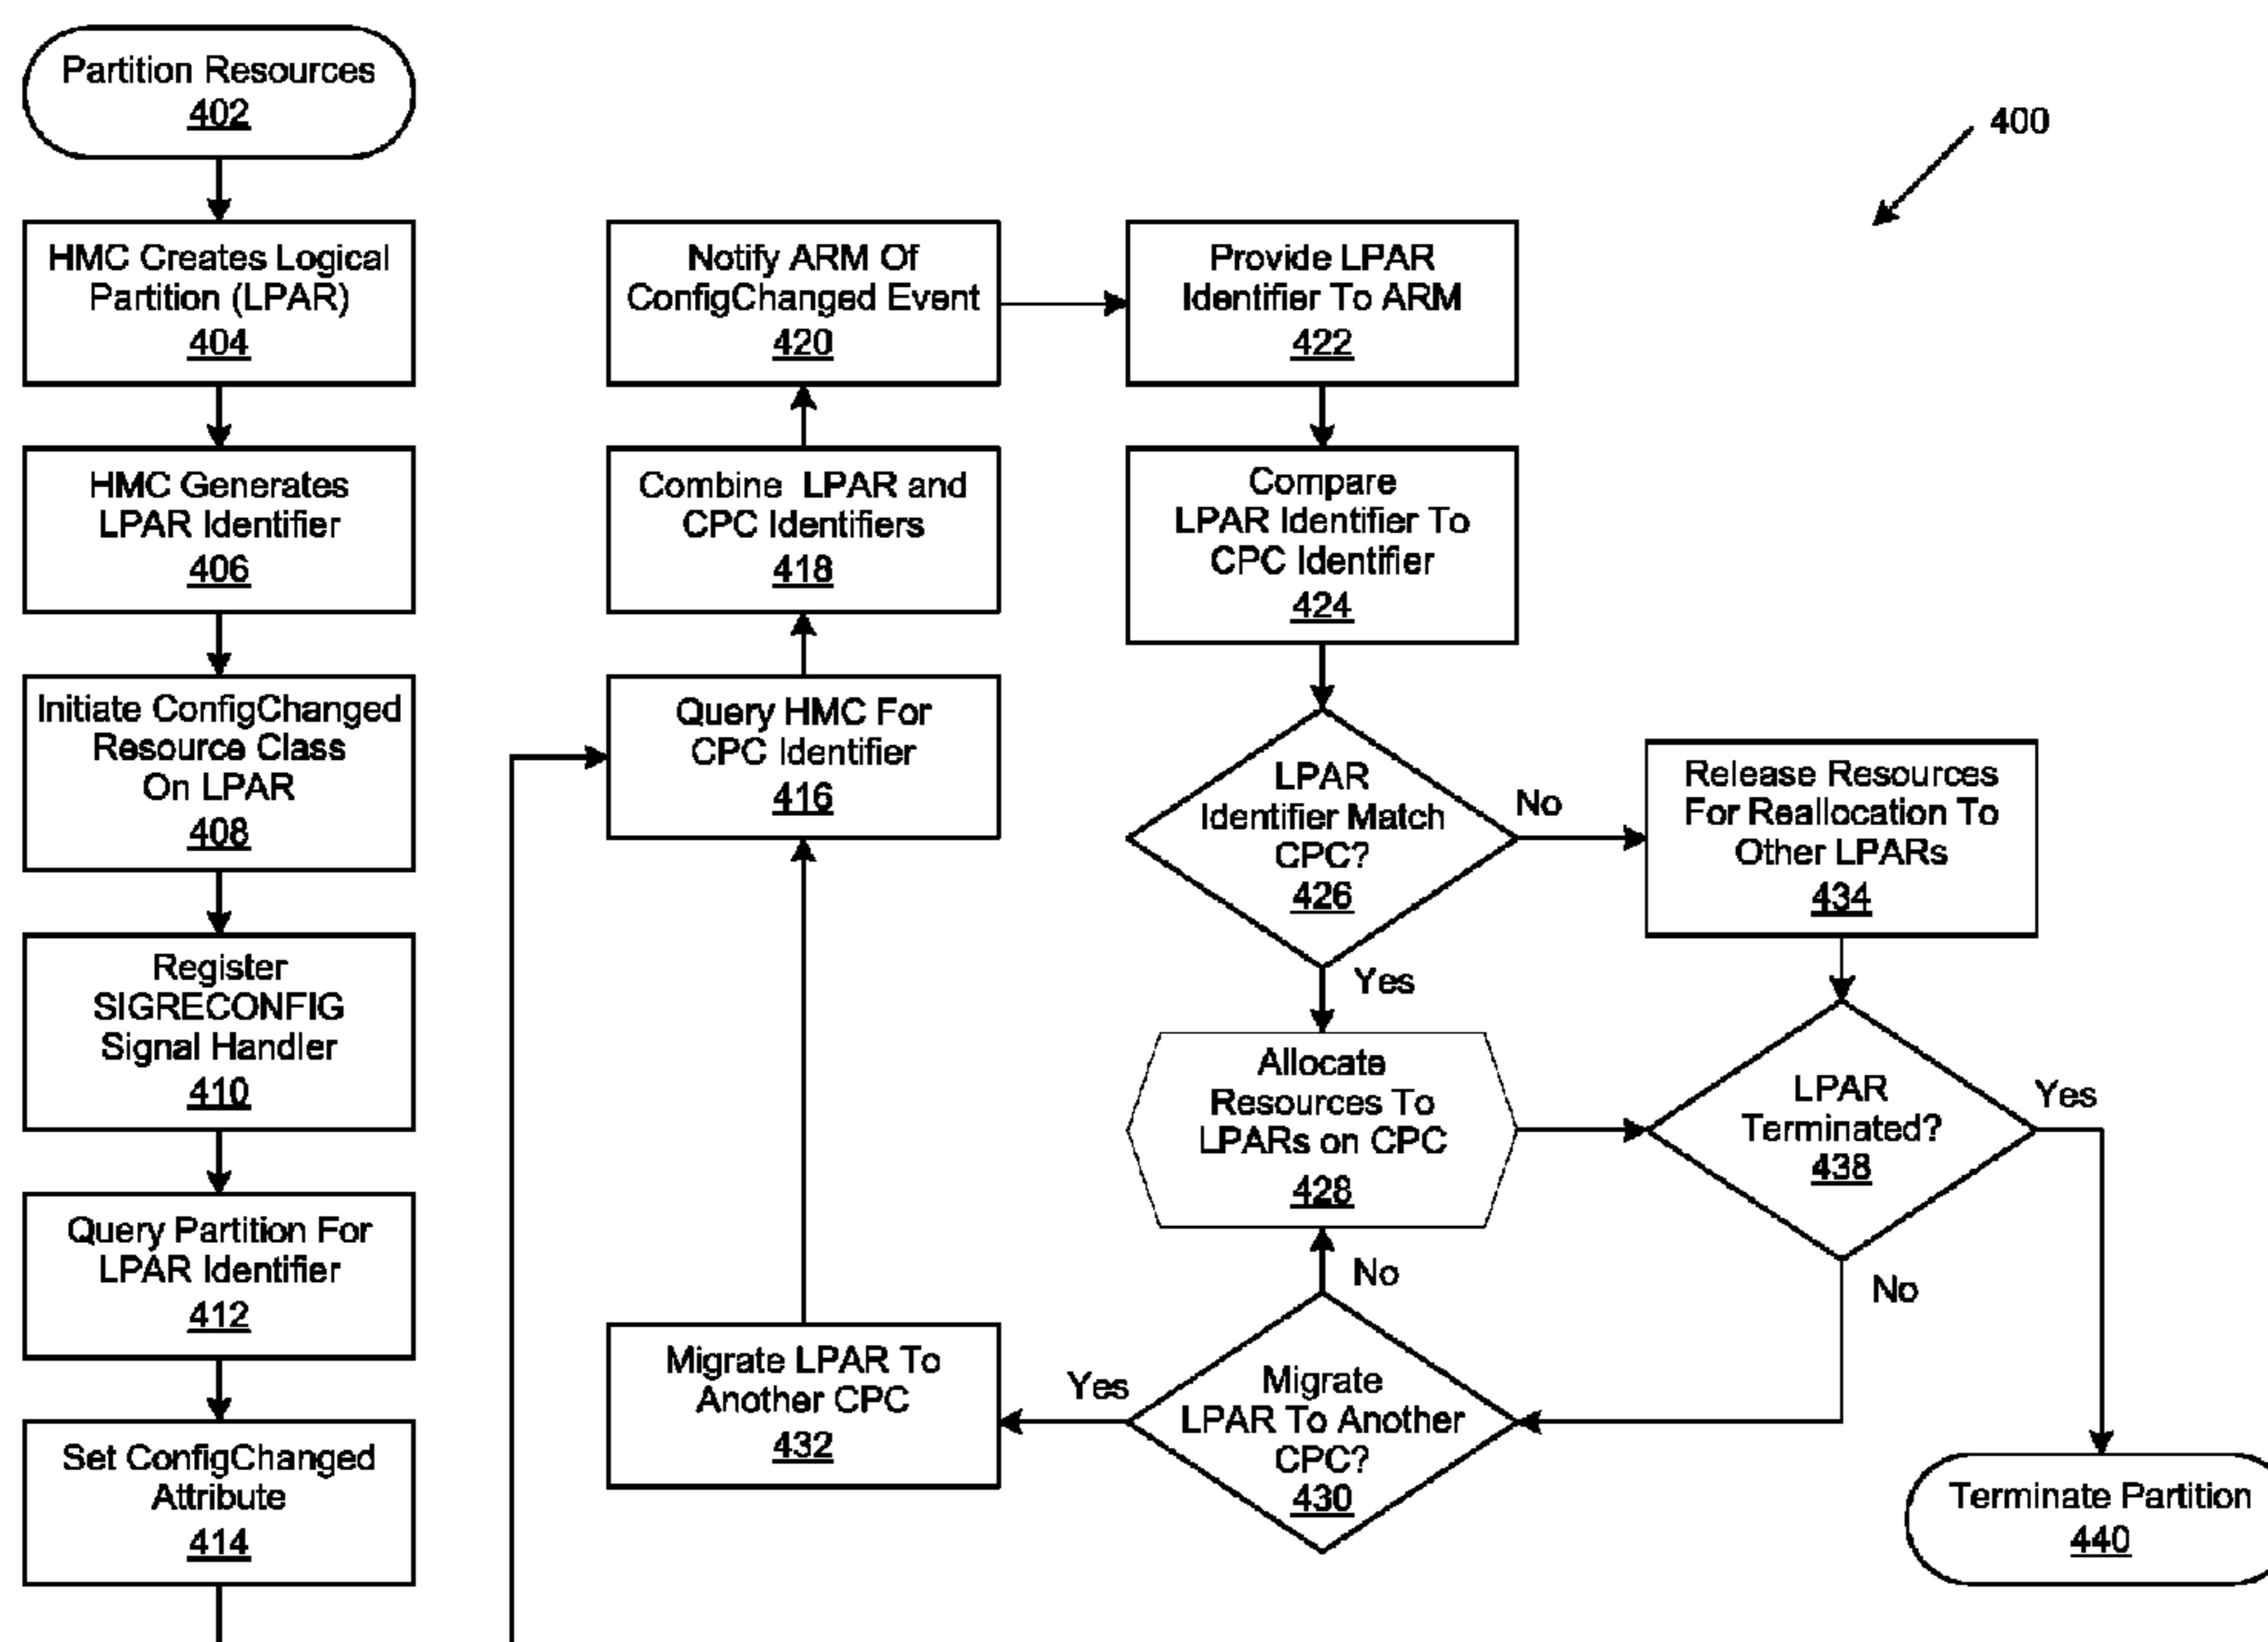 Partition Resources
402
HMC Creates Logical
Partition (LPAR)
404
HMC Generates
LPAR Identifier
406
Initiate ConfigChanged
Resource Class
On LPAR
408
Register
SIGRECONFIG
Signal Handler
410
Query Partition For
LPAR Identifier
412
Set ConfigChanged
Attribute
414
Query HMC For
CPC Identifier
416
Combine LPAR and
CPC Identifiers
418
Notify ARM Of
ConfigChanged Event
420
Provide LPAR
Identifier To ARM
422
Compare
LPAR Identifier To
CPC Identifier
424
LPAR
Identifier Match
CPC?
426
No
Yes
Release Resources
For Reallocation To
Other LPARs
434
Allocate
Resources To
LPARs on CPC
428
LPAR
Terminated?
438
Yes
No
Migrate
LPAR To Another
CPC?
430
No
Yes
Migrate LPAR To
Another CPC
432
Terminate Partition
440
400